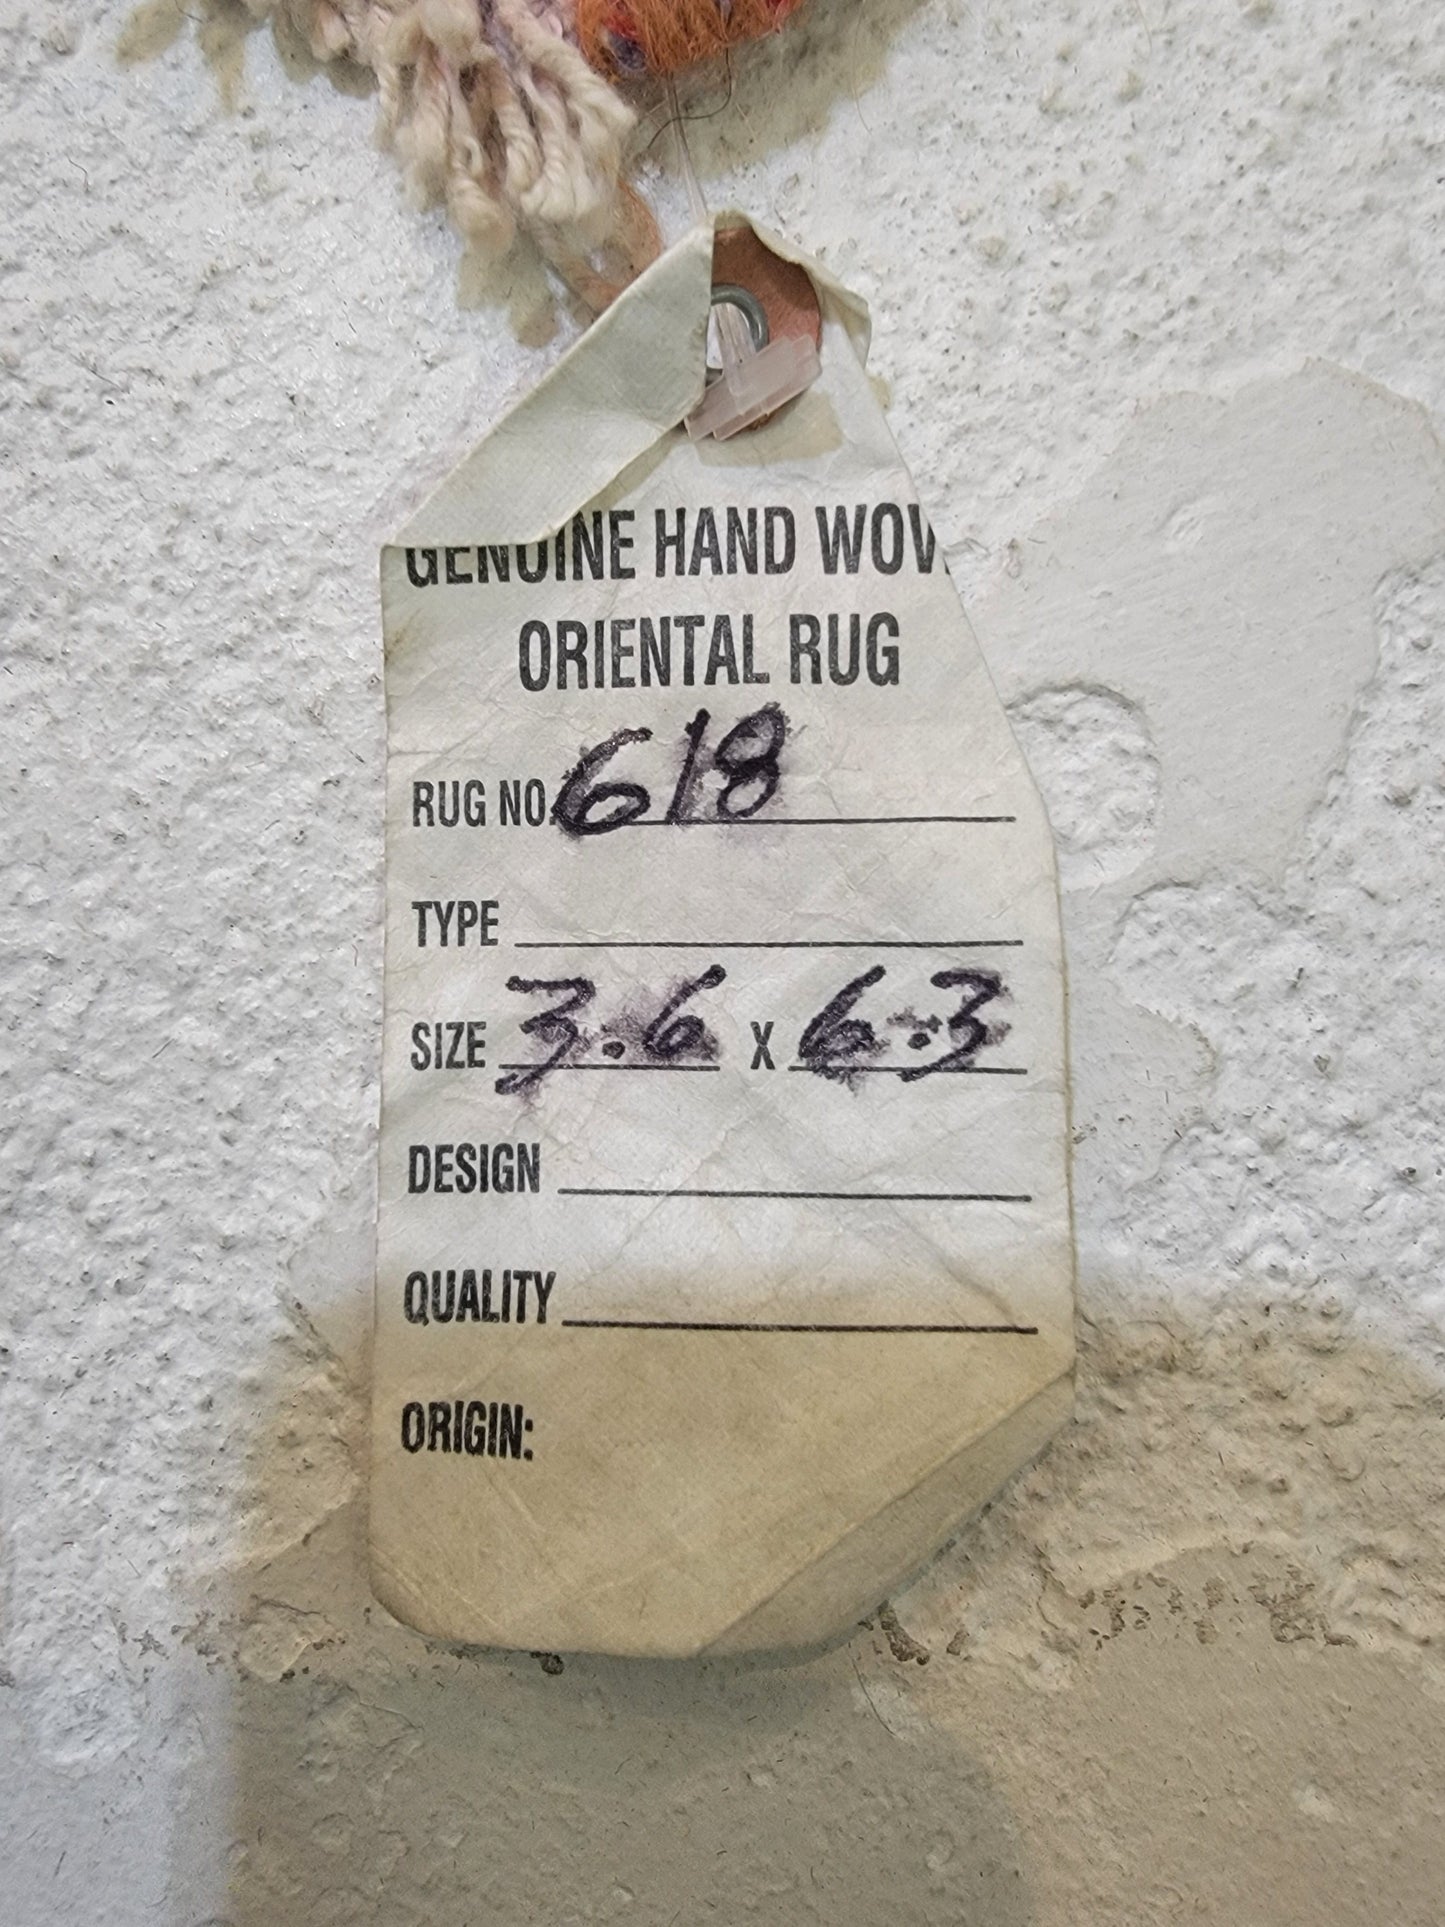 GENUINE HAND WOV
ORIENTAL RUG
RUG NO. 618
TYPE
SIZE 3.6 X 6.3
DESIGN
QUALITY
ORIGIN: